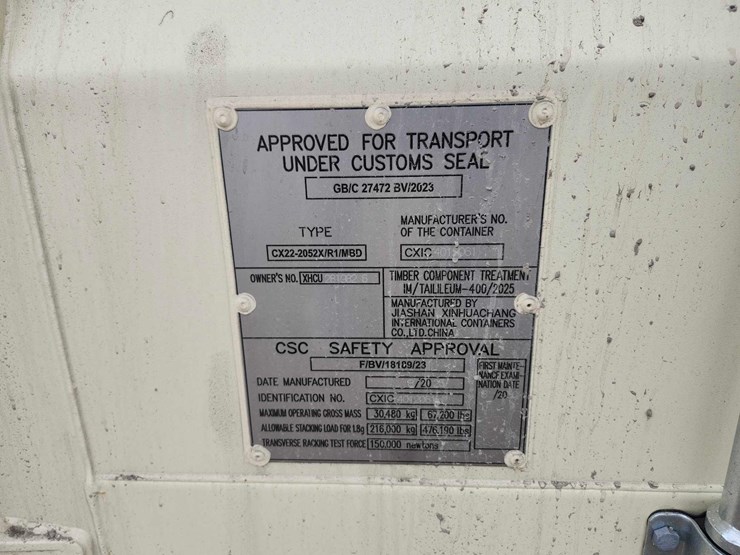 APPROVED FOR TRANSPORT
UNDER CUSTOMS SEAL
GB/C 27472 BV/2023
TYPE
MANUFACTURER'S NO.
OF THE CONTAINER
CX22-2052X/R1/MBD
CXIC
OWNER'S NO. XHCU
TIMBER COMPONENT TREATMENT
IM/TAILILEUM-400/2025
MANUFACTURED BY
JIASHAN XINHUACHANG
INTERNATIONAL CONTAINERS
CO.,LTD.CHINA
CSC SAFETY APPROVAL
F/BV/18109/23
DATE MANUFACTURED /20
IDENTIFICATION NO. CXIC
MAXIMUM OPERATING GROSS MASS 30,480 kg 67,200 lbs
ALLOWABLE STACKING LOAD FOR 1.8g 216,000 kg 476,190 lbs
TRANSVERSE RACKING TEST FORCE 150.000 newtons
FIRST MAINTE-
NANCE EXAMI-
NATION DATE
/20